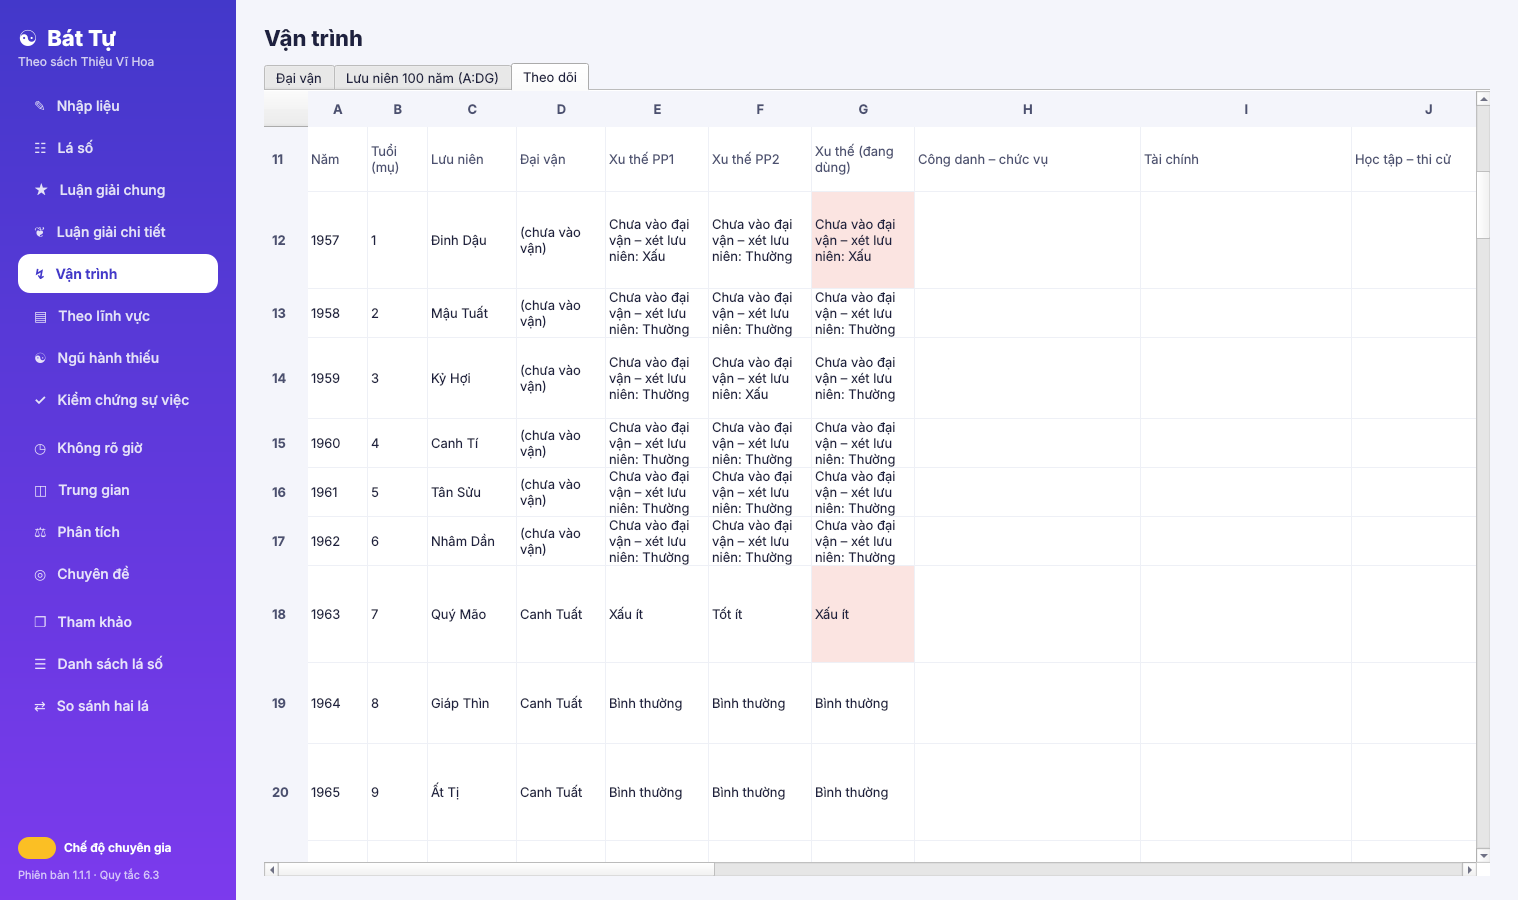 Bát Tự
Theo sách Thiệu Vĩ Hoa
Nhập liệu
Lá số
Luận giải chung
Luận giải chi tiết
Vận trình
Theo lĩnh vực
Ngũ hành thiếu
Kiểm chứng sự việc
Không rõ giờ
Trung gian
Phân tích
Chuyên đề
Tham khảo
Danh sách lá số
So sánh hai lá
Chế độ chuyên gia
Phiên bản 1.1.1 · Quy tắc 6.3
Vận trình
Đại vận Lưu niên 100 năm (A:DG) Theo dõi
A B C D E F G H I J
11 Năm Tuổi (mụ) Lưu niên Đại vận Xu thế PP1 Xu thế PP2 Xu thế (đang dùng) Công danh – chức vụ Tài chính Học tập – thi cử
12 1957 1 Đinh Dậu (chưa vào vận) Chưa vào đại vận – xét lưu niên: Xấu Chưa vào đại vận – xét lưu niên: Thường Chưa vào đại vận – xét lưu niên: Xấu
13 1958 2 Mậu Tuất (chưa vào vận) Chưa vào đại vận – xét lưu niên: Thường Chưa vào đại vận – xét lưu niên: Thường Chưa vào đại vận – xét lưu niên: Thường
14 1959 3 Kỷ Hợi (chưa vào vận) Chưa vào đại vận – xét lưu niên: Thường Chưa vào đại vận – xét lưu niên: Xấu Chưa vào đại vận – xét lưu niên: Thường
15 1960 4 Canh Tí (chưa vào vận) Chưa vào đại vận – xét lưu niên: Thường Chưa vào đại vận – xét lưu niên: Thường Chưa vào đại vận – xét lưu niên: Thường
16 1961 5 Tân Sửu (chưa vào vận) Chưa vào đại vận – xét lưu niên: Thường Chưa vào đại vận – xét lưu niên: Thường Chưa vào đại vận – xét lưu niên: Thường
17 1962 6 Nhâm Dần (chưa vào vận) Chưa vào đại vận – xét lưu niên: Thường Chưa vào đại vận – xét lưu niên: Thường Chưa vào đại vận – xét lưu niên: Thường
18 1963 7 Quý Mão Canh Tuất Xấu ít Tốt ít Xấu ít
19 1964 8 Giáp Thìn Canh Tuất Bình thường Bình thường Bình thường
20 1965 9 Ất Tị Canh Tuất Bình thường Bình thường Bình thường